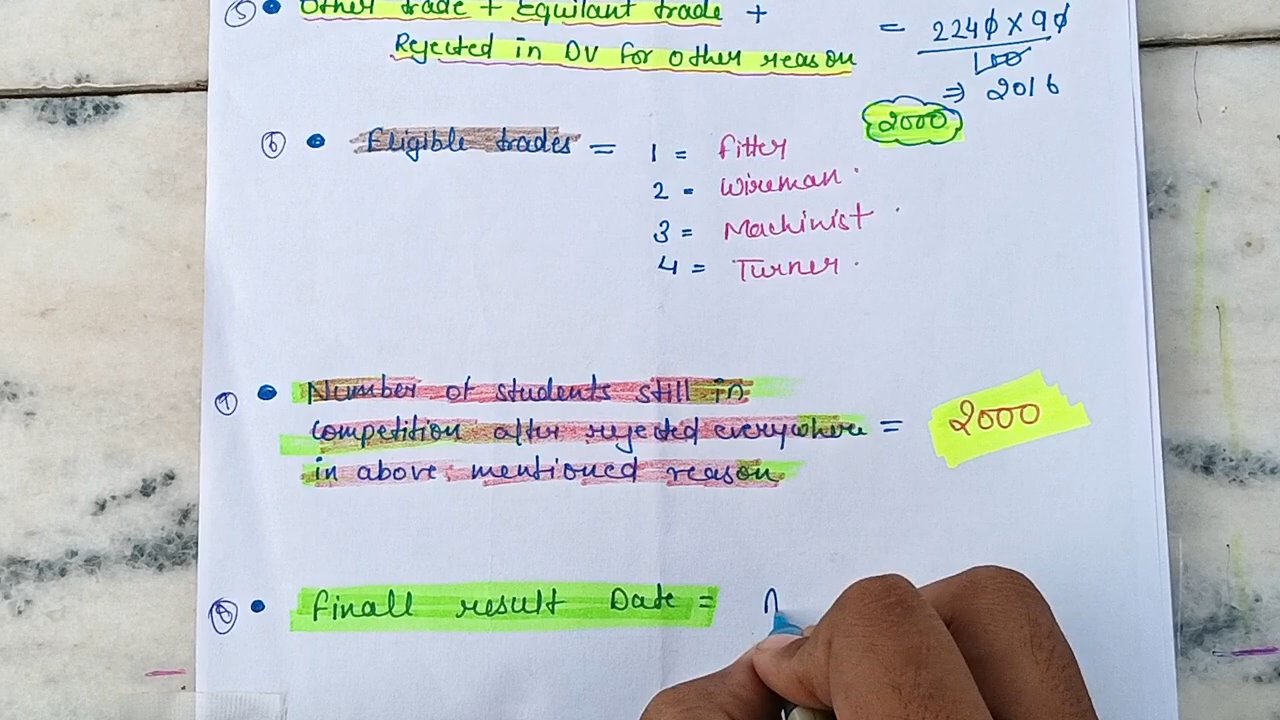 5 • Other trade + Equilant trade +
Rejected in DV for other reason
= 2240 X 90
100
⇒ 2016
2000
6 • Eligible trades = 1 = Fitter
2 = Wireman
3 = Machinist
4 = Turner
7 • Number of students still in
competition after rejected everywhere = 2000
in above mentioned reason
8 • Finall result Date =